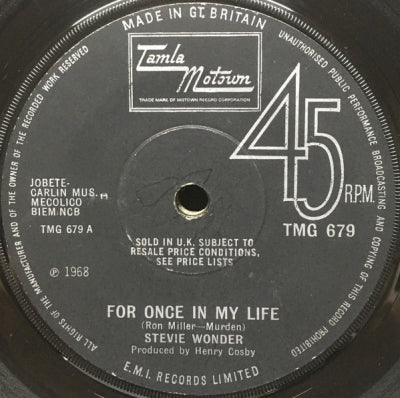 MADE IN GT. BRITAIN
UNAUTHORISED PUBLIC PERFORMANCE BROADCASTING AND COPYING OF THIS RECORD PROHIBITED
ALL RIGHTS OF THE MANUFACTURER AND OF THE OWNER OF THE RECORDED WORK RESERVED
Tamla
Motown
TRADE MARK OF MOTOWN RECORD CORPORATION
45
R.P.M.
TMG 679
JOBETE-
CARLIN MUS.
MECOLICO
BIEM/NCB
TMG 679 A
SOLD IN U.K. SUBJECT TO
RESALE PRICE CONDITIONS,
SEE PRICE LISTS
℗ 1968
FOR ONCE IN MY LIFE
(Ron Miller—Murden)
STEVIE WONDER
Produced by Henry Cosby
E.M.I. RECORDS LIMITED